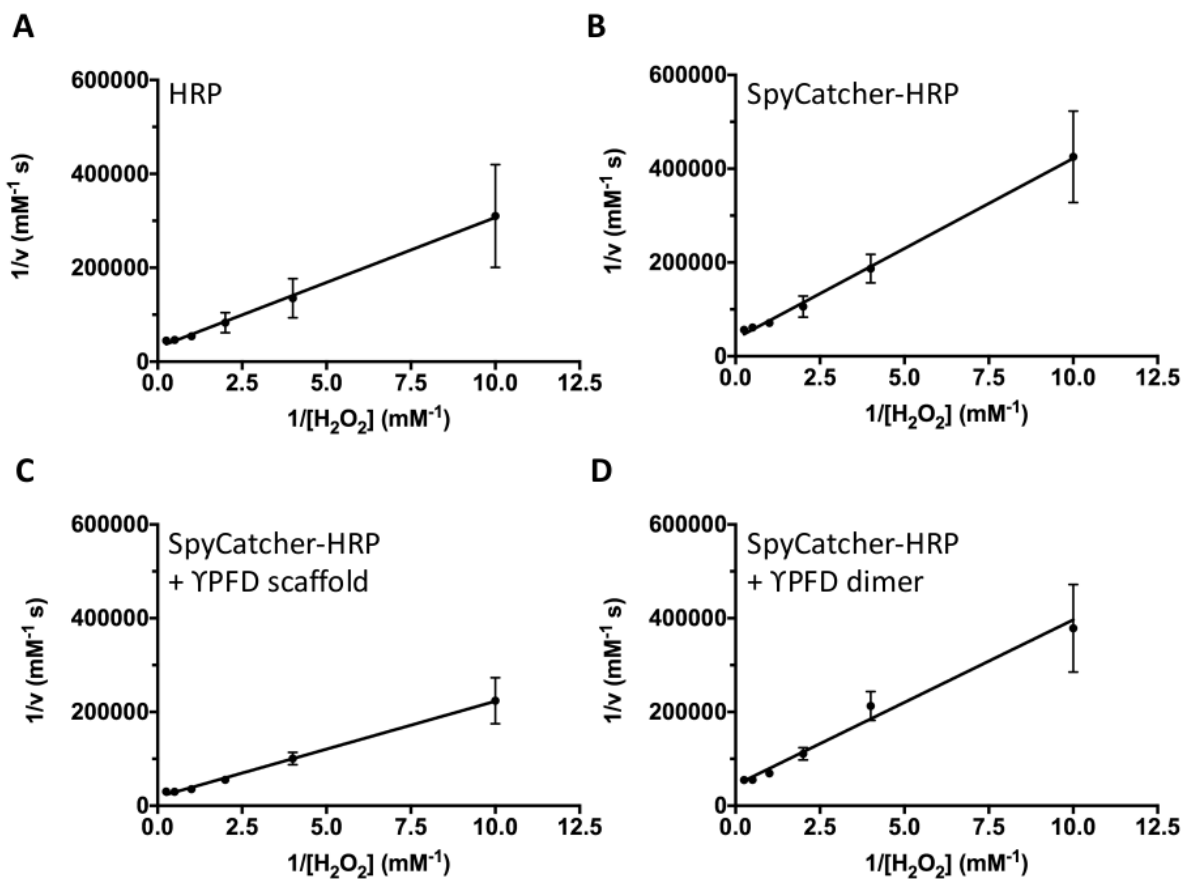 A
HRP
600000
400000
200000
0
1/v (mM⁻¹ s)
0.0 2.5 5.0 7.5 10.0 12.5
1/[H₂O₂] (mM⁻¹)
B
SpyCatcher-HRP
600000
400000
200000
0
1/v (mM⁻¹ s)
0.0 2.5 5.0 7.5 10.0 12.5
1/[H₂O₂] (mM⁻¹)
C
SpyCatcher-HRP
+ ϒPFD scaffold
600000
400000
200000
0
1/v (mM⁻¹ s)
0.0 2.5 5.0 7.5 10.0 12.5
1/[H₂O₂] (mM⁻¹)
D
SpyCatcher-HRP
+ ϒPFD dimer
600000
400000
200000
0
1/v (mM⁻¹ s)
0.0 2.5 5.0 7.5 10.0 12.5
1/[H₂O₂] (mM⁻¹)